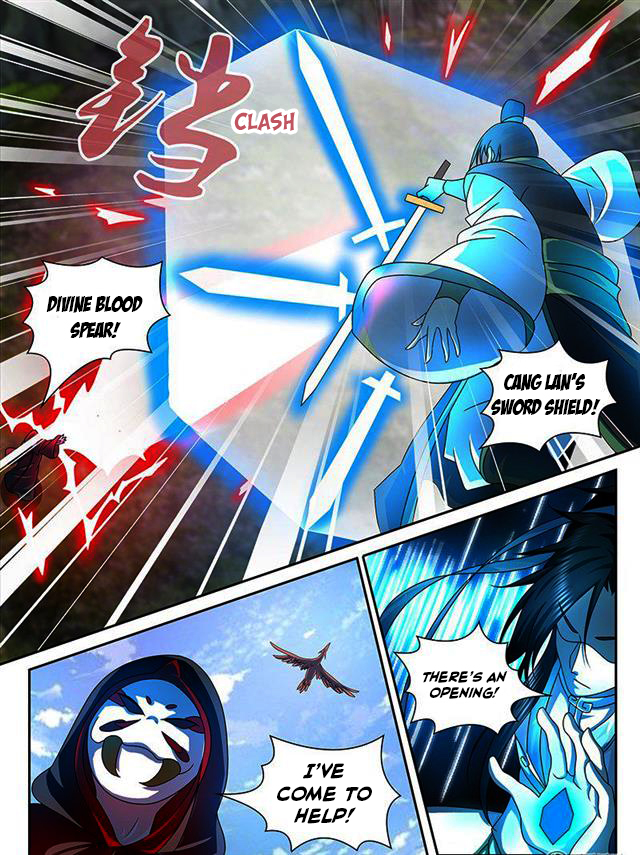 铛
CLASH
DIVINE BLOOD
SPEAR!
CANG LAN'S
SWORD SHIELD!
THERE'S AN
OPENING!
I'VE
COME TO
HELP!